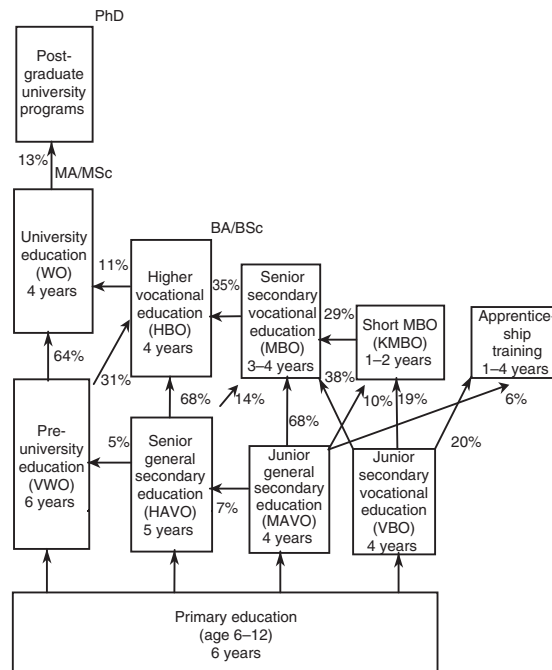 PhD
Post-
graduate
university
programs
13%
MA/MSc
University
education
(WO)
4 years
11%
BA/BSc
Higher
vocational
education
(HBO)
4 years
35%
Senior
secondary
vocational
education
(MBO)
3–4 years
29%
Short MBO
(KMBO)
1–2 years
Apprentice-
ship
training
1–4 years
64%
31%
68%
14%
38%
68%
10%
19%
6%
20%
Pre-
university
education
(VWO)
6 years
5%
Senior
general
secondary
education
(HAVO)
5 years
7%
Junior
general
secondary
education
(MAVO)
4 years
Junior
secondary
vocational
education
(VBO)
4 years
Primary education
(age 6–12)
6 years